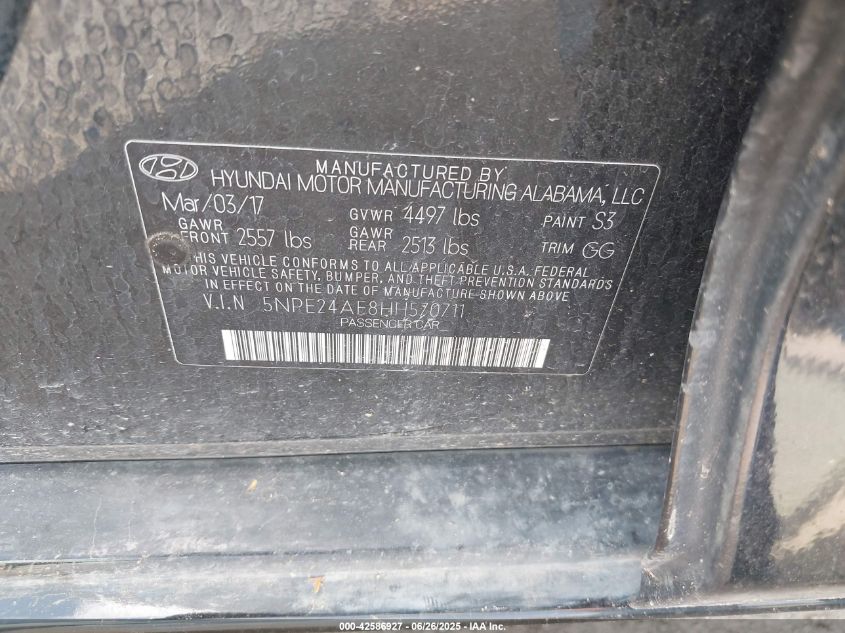 MANUFACTURED BY
HYUNDAI MOTOR MANUFACTURING ALABAMA, LLC
Mar/03/17 GVWR 4497 lbs PAINT S3
GAWR FRONT 2557 lbs GAWR REAR 2513 lbs TRIM GG
THIS VEHICLE CONFORMS TO ALL APPLICABLE U.S.A. FEDERAL
MOTOR VEHICLE SAFETY, BUMPER, AND THEFT PREVENTION STANDARDS
IN EFFECT ON THE DATE OF MANUFACTURE SHOWN ABOVE
V.I.N 5NPE24AF8HH570711
PASSENGER CAR
000-42586927 - 06/26/2025 - IAA Inc.